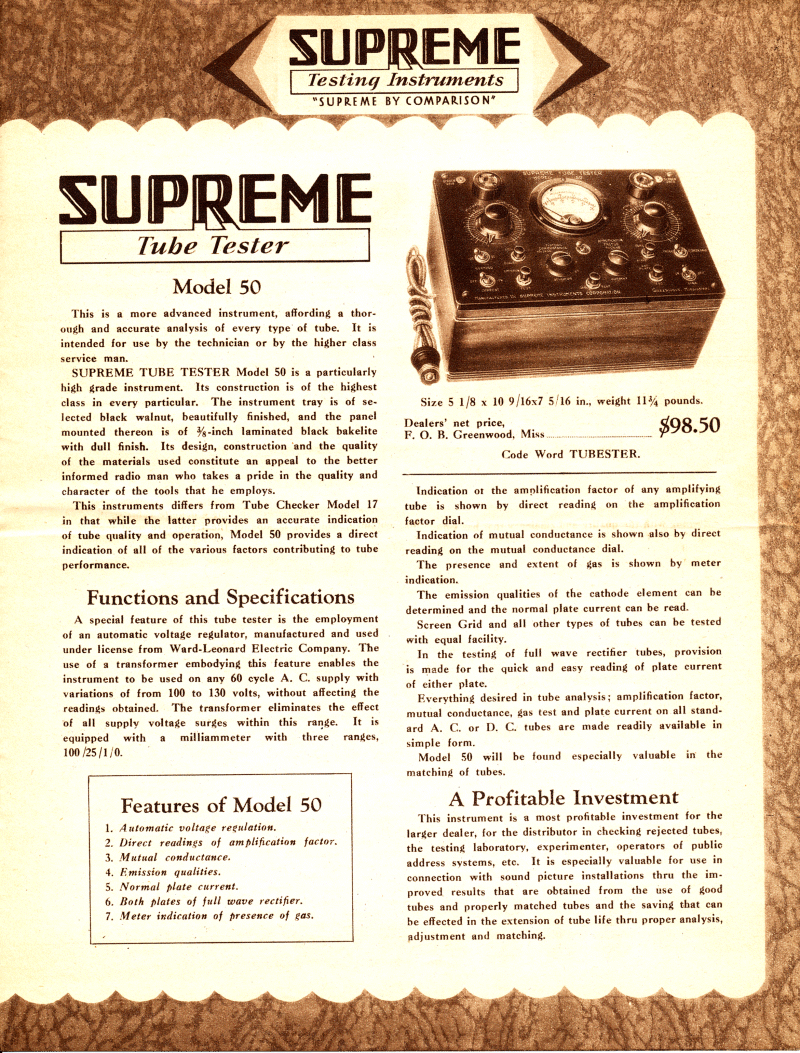 SUPREME
Testing Instruments
"SUPREME BY COMPARISON"
SUPREME
Tube Tester
Model 50
This is a more advanced instrument, affording a thor-
ough and accurate analysis of every type of tube. It is
intended for use by the technician or by the higher class
service man.
SUPREME TUBE TESTER Model 50 is a particularly
high grade instrument. Its construction is of the highest
class in every particular. The instrument tray is of se-
lected black walnut, beautifully finished, and the panel
mounted thereon is of ⅜-inch laminated black bakelite
with dull finish. Its design, construction and the quality
of the materials used constitute an appeal to the better
informed radio man who takes a pride in the quality and
character of the tools that he employs.
This instruments differs from Tube Checker Model 17
in that while the latter provides an accurate indication
of tube quality and operation, Model 50 provides a direct
indication of all of the various factors contributing to tube
performance.
Functions and Specifications
A special feature of this tube tester is the employment
of an automatic voltage regulator, manufactured and used
under license from Ward-Leonard Electric Company. The
use of a transformer embodying this feature enables the
instrument to be used on any 60 cycle A. C. supply with
variations of from 100 to 130 volts, without affecting the
readings obtained. The transformer eliminates the effect
of all supply voltage surges within this range. It is
equipped with a milliammeter with three ranges,
100/25/1/0.
Features of Model 50
1. Automatic voltage regulation.
2. Direct readings of amplification factor.
3. Mutual conductance.
4. Emission qualities.
5. Normal plate current.
6. Both plates of full wave rectifier.
7. Meter indication of presence of gas.
SUPREME TUBE TESTER
MANUFACTURED BY SUPREME INSTRUMENTS CORPORATION
GREENWOOD, MISSISSIPPI
Size 5 1/8 x 10 9/16x7 5/16 in., weight 11¾ pounds.
Dealers' net price,
F. O. B. Greenwood, Miss. $98.50
Code Word TUBESTER.
Indication of the amplification factor of any amplifying
tube is shown by direct reading on the amplification
factor dial.
Indication of mutual conductance is shown also by direct
reading on the mutual conductance dial.
The presence and extent of gas is shown by meter
indication.
The emission qualities of the cathode element can be
determined and the normal plate current can be read.
Screen Grid and all other types of tubes can be tested
with equal facility.
In the testing of full wave rectifier tubes, provision
is made for the quick and easy reading of plate current
of either plate.
Everything desired in tube analysis; amplification factor,
mutual conductance, gas test and plate current on all stand-
ard A. C. or D. C. tubes are made readily available in
simple form.
Model 50 will be found especially valuable in the
matching of tubes.
A Profitable Investment
This instrument is a most profitable investment for the
larger dealer, for the distributor in checking rejected tubes,
the testing laboratory, experimenter, operators of public
address systems, etc. It is especially valuable for use in
connection with sound picture installations thru the im-
proved results that are obtained from the use of good
tubes and properly matched tubes and the saving that can
be effected in the extension of tube life thru proper analysis,
adjustment and matching.